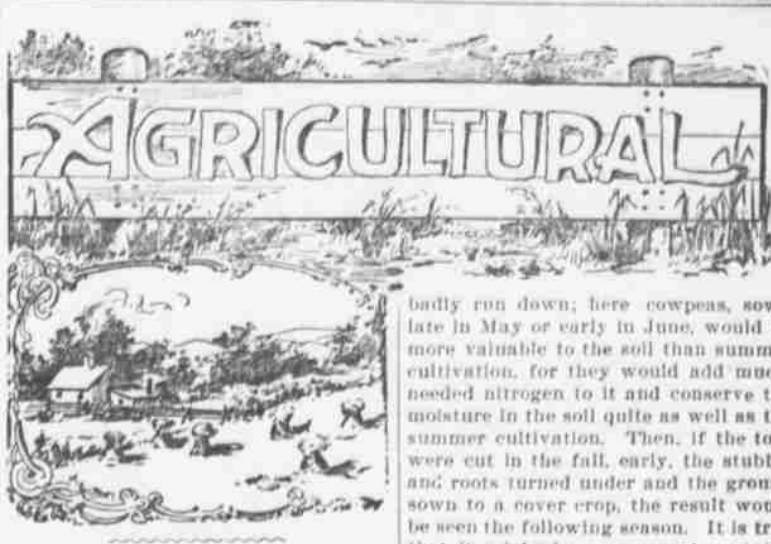 AGRICULTURAL
badly run down; here cowpeas, sow
late in May or early in June, would
more valuable to the soil than summ
cultivation, for they would add muc
needed nitrogen to it and conserve t
moisture in the soil quite as well as t
summer cultivation. Then, if the to
were cut in the fall, early, the stubb
and roots turned under and the groun
sown to a cover crop, the result wou
be seen the following season. It is tr